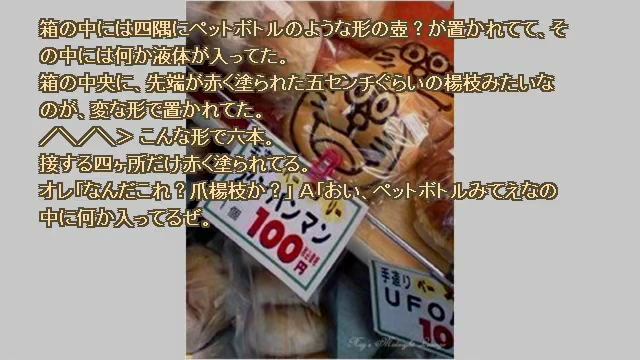 箱の中には四隅にペットボトルのような形の壺？が置かれてて、そ
の中には何か液体が入ってた。
箱の中央に、先端が赤く塗られた五センチぐらいの楊枝みたいな
のが、変な形で置かれてた。
／＼／＼＞ こんな形で六本。
接する四ヶ所だけ赤く塗られてる。
オレ「なんだこれ？爪楊枝か？」 A「おい、ペットボトルみてえなの
中に何か入ってるぜ。
パンマン
個
100
円
手造り
UFO
10